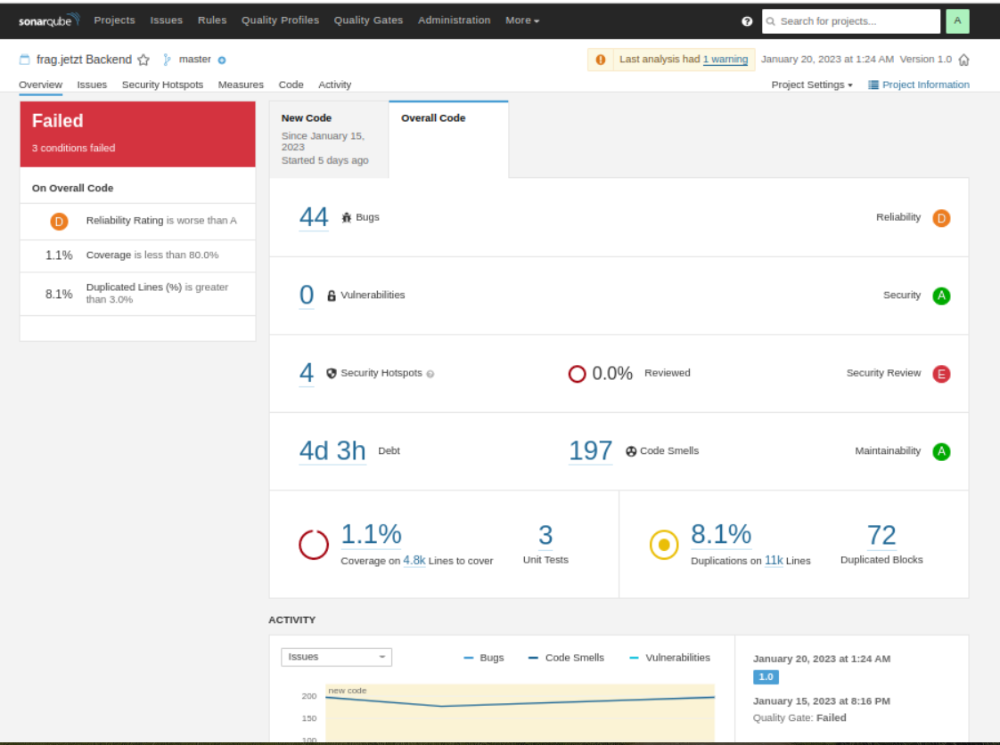 sonarqube Projects Issues Rules Quality Profiles Quality Gates Administration More ? Search for projects... A
frag.jetzt Backend master Last analysis had 1 warning January 20, 2023 at 1:24 AM Version 1.0
Overview Issues Security Hotspots Measures Code Activity Project Settings Project Information
Failed
3 conditions failed
On Overall Code
D Reliability Rating is worse than A
1.1% Coverage is less than 80.0%
8.1% Duplicated Lines (%) is greater
than 3.0%
New Code
Since January 15,
2023
Started 5 days ago
Overall Code
44 Bugs Reliability D
0 Vulnerabilities Security A
4 Security Hotspots ? 0.0% Reviewed Security Review E
4d 3h Debt 197 Code Smells Maintainability A
1.1%
Coverage on 4.8k Lines to cover
3
Unit Tests
8.1%
Duplications on 11k Lines
72
Duplicated Blocks
ACTIVITY
Issues Bugs Code Smells Vulnerabilities
new code
200
150
100
January 20, 2023 at 1:24 AM
1.0
January 15, 2023 at 8:16 PM
Quality Gate: Failed